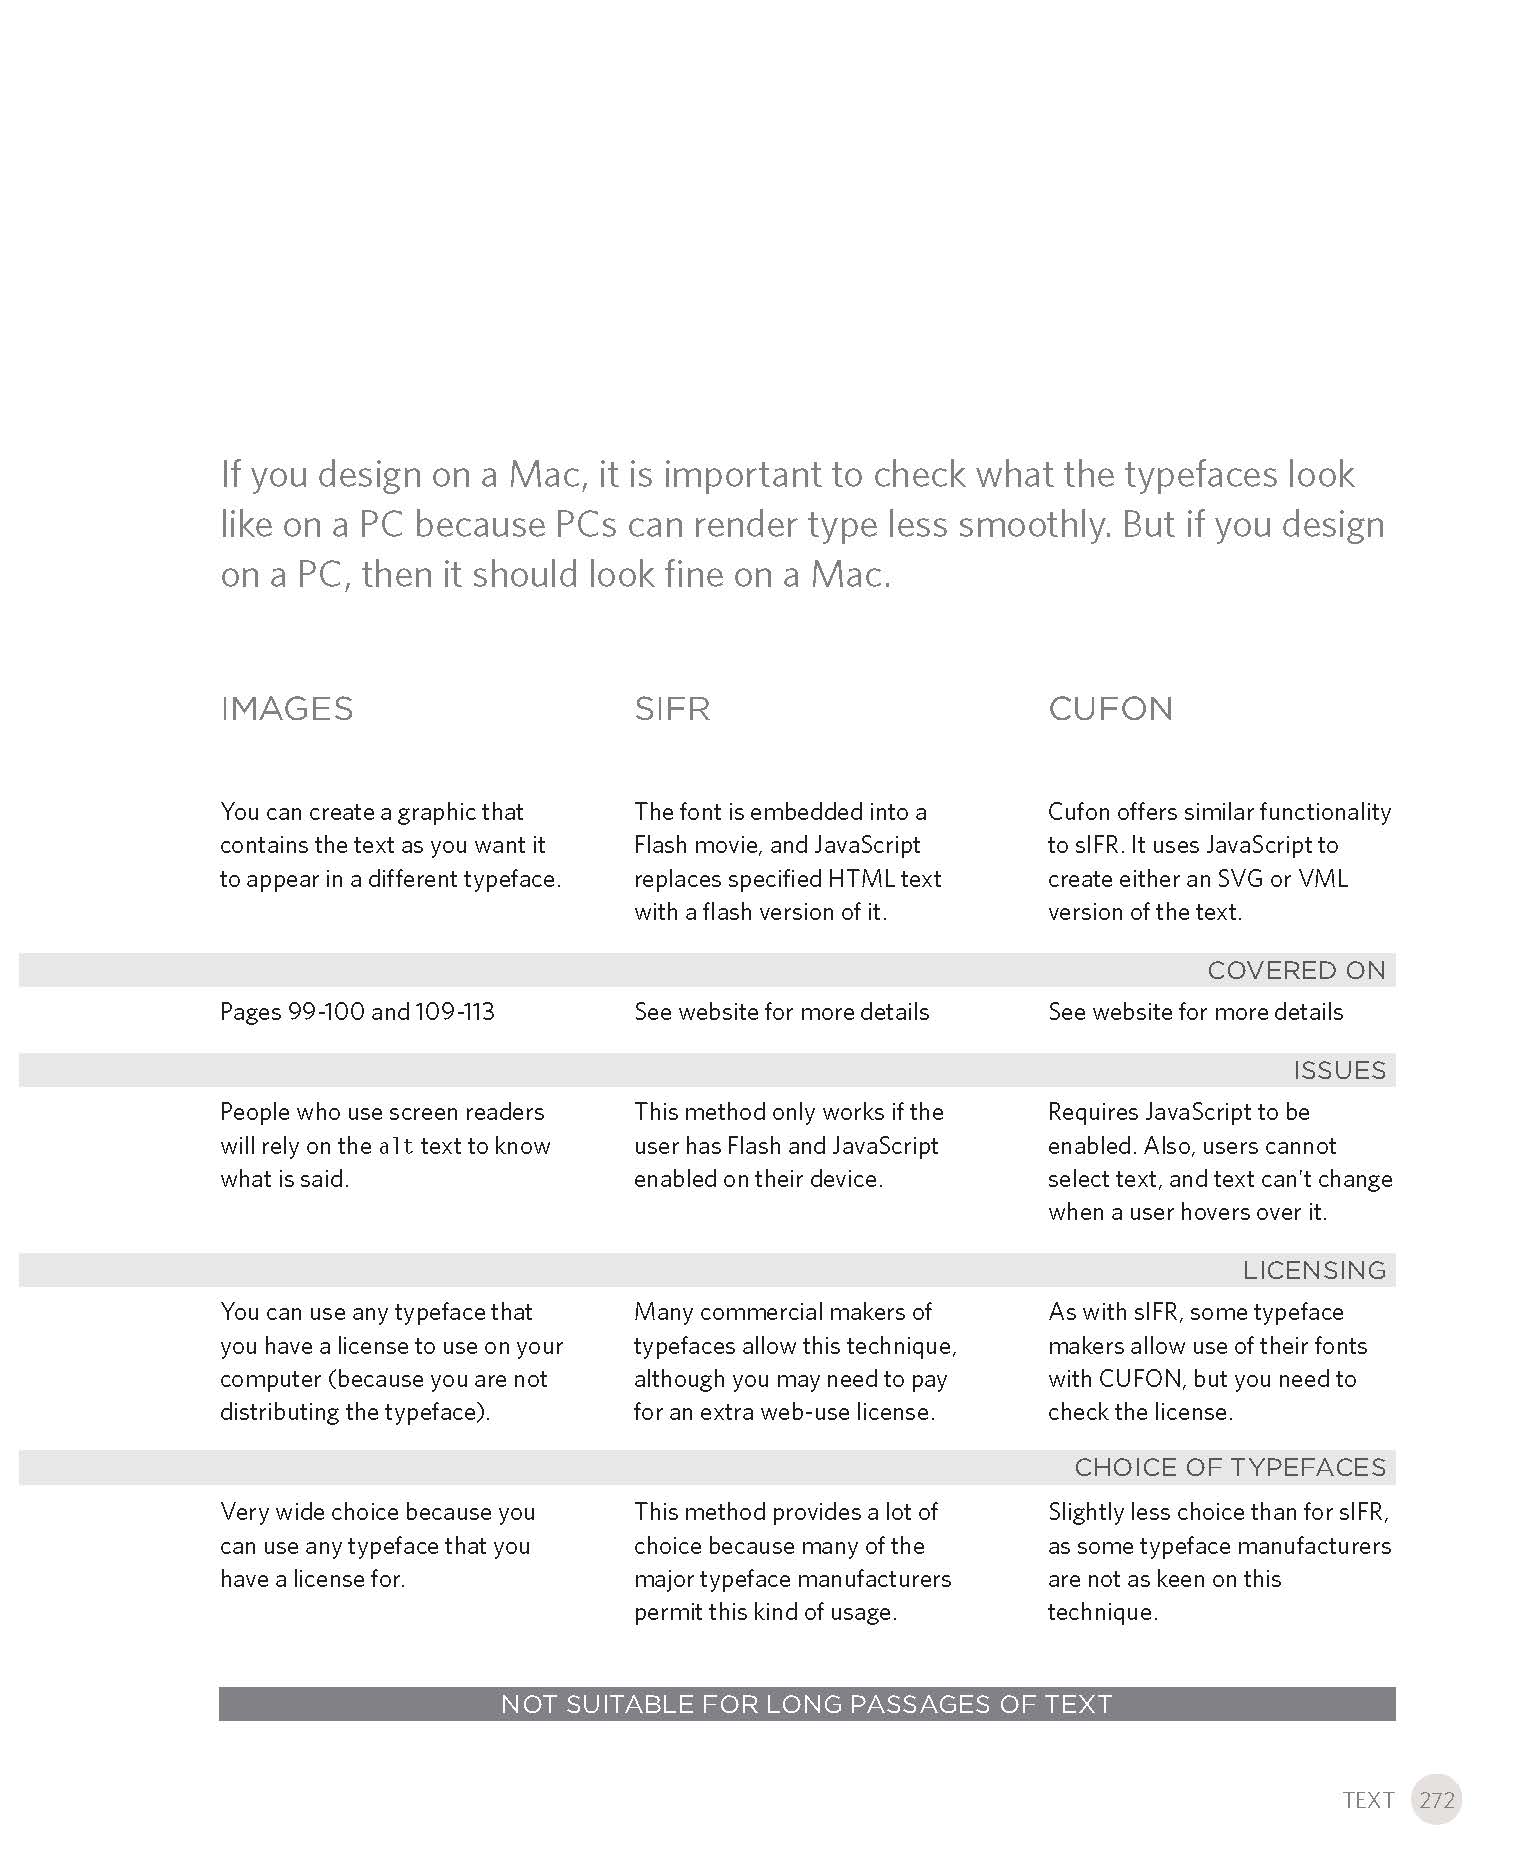 If you design on a Mac, it is important to check what the typefaces look
like on a PC because PCs can render type less smoothly. But if you design
on a PC, then it should look fine on a Mac.
IMAGES
You can create a graphic that
contains the text as you want it
to appear in a different typeface.
SIFR
The font is embedded into a
Flash movie, and JavaScript
replaces specified HTML text
with a flash version of it.
CUFON
Cufon offers similar functionality
to sIFR. It uses JavaScript to
create either an SVG or VML
version of the text.
COVERED ON
Pages 99-100 and 109-113
See website for more details
See website for more details
ISSUES
People who use screen readers
will rely on the alt text to know
what is said.
This method only works if the
user has Flash and JavaScript
enabled on their device.
Requires JavaScript to be
enabled. Also, users cannot
select text, and text can't change
when a user hovers over it.
LICENSING
You can use any typeface that
you have a license to use on your
computer (because you are not
distributing the typeface).
Many commercial makers of
typefaces allow this technique,
although you may need to pay
for an extra web-use license.
As with sIFR, some typeface
makers allow use of their fonts
with CUFON, but you need to
check the license.
CHOICE OF TYPEFACES
Very wide choice because you
can use any typeface that you
have a license for.
This method provides a lot of
choice because many of the
major typeface manufacturers
permit this kind of usage.
Slightly less choice than for sIFR,
as some typeface manufacturers
are not as keen on this
technique.
NOT SUITABLE FOR LONG PASSAGES OF TEXT
TEXT 272